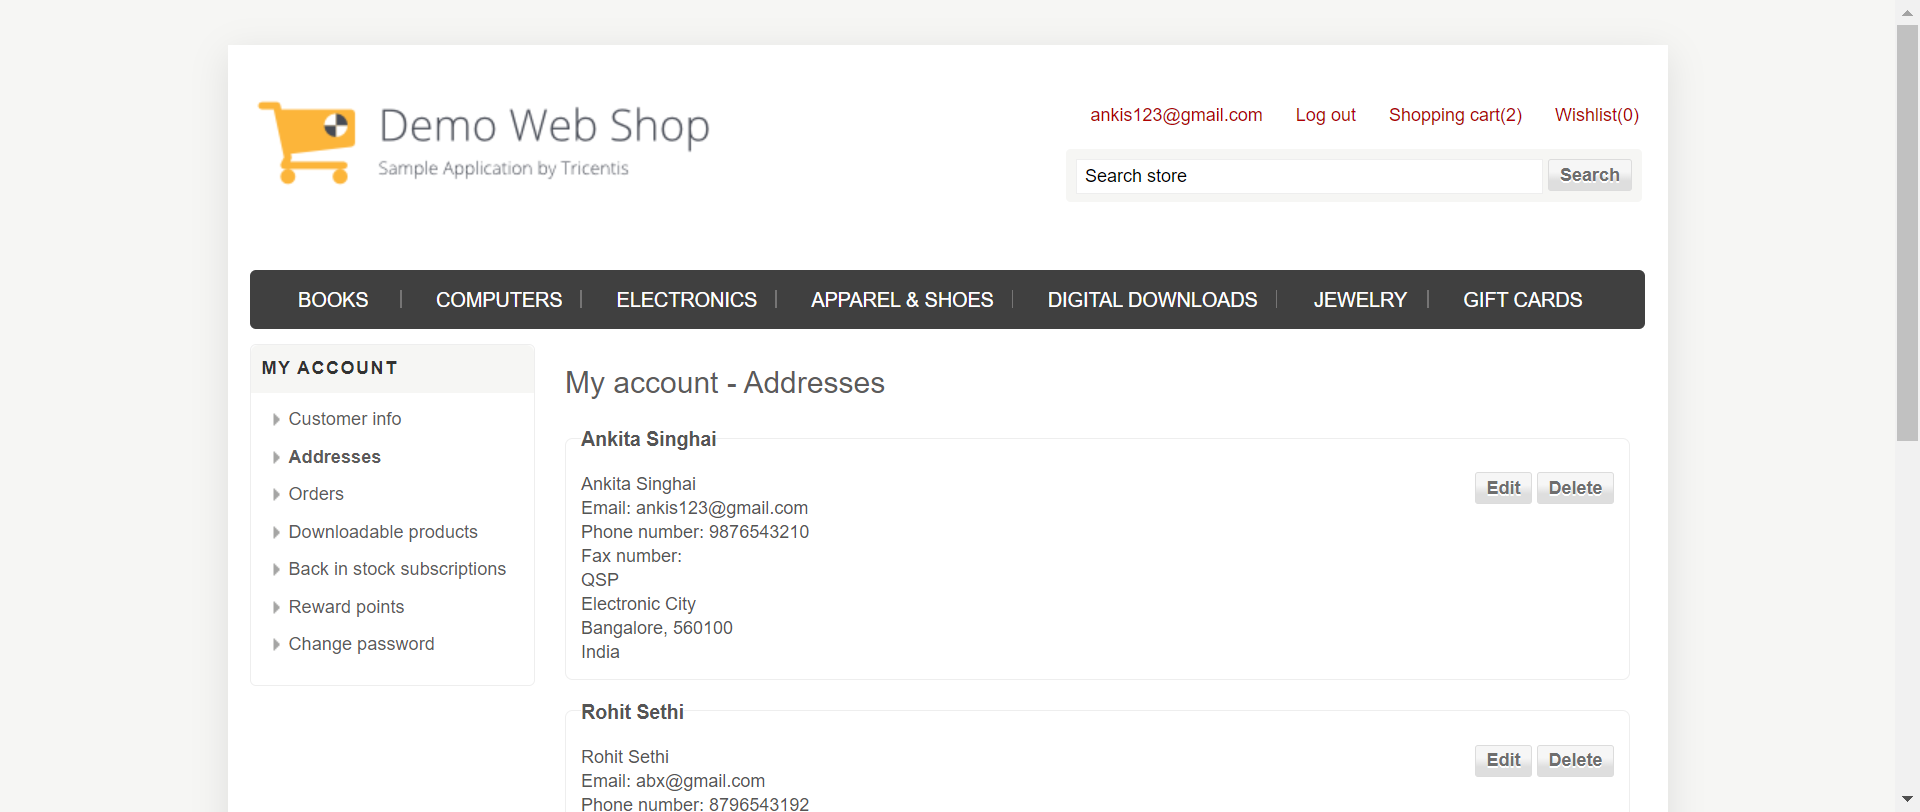 Demo Web Shop
Sample Application by Tricentis
ankis123@gmail.com Log out Shopping cart(2) Wishlist(0)
Search store Search
BOOKS COMPUTERS ELECTRONICS APPAREL & SHOES DIGITAL DOWNLOADS JEWELRY GIFT CARDS
MY ACCOUNT
Customer info
Addresses
Orders
Downloadable products
Back in stock subscriptions
Reward points
Change password
My account - Addresses
Ankita Singhai
Ankita Singhai
Edit Delete
Email: ankis123@gmail.com
Phone number: 9876543210
Fax number:
QSP
Electronic City
Bangalore, 560100
India
Rohit Sethi
Rohit Sethi
Edit Delete
Email: abx@gmail.com
Phone number: 8796543192